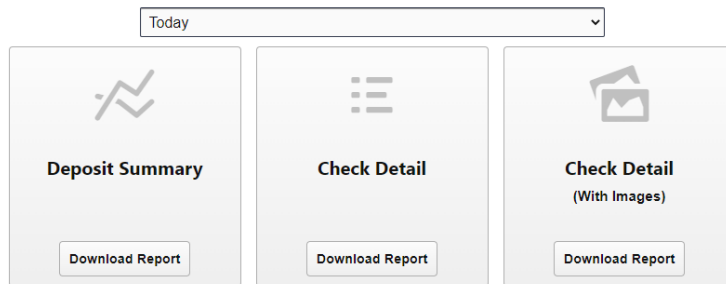 Today
Deposit Summary
Check Detail
Check Detail
(With Images)
Download Report
Download Report
Download Report